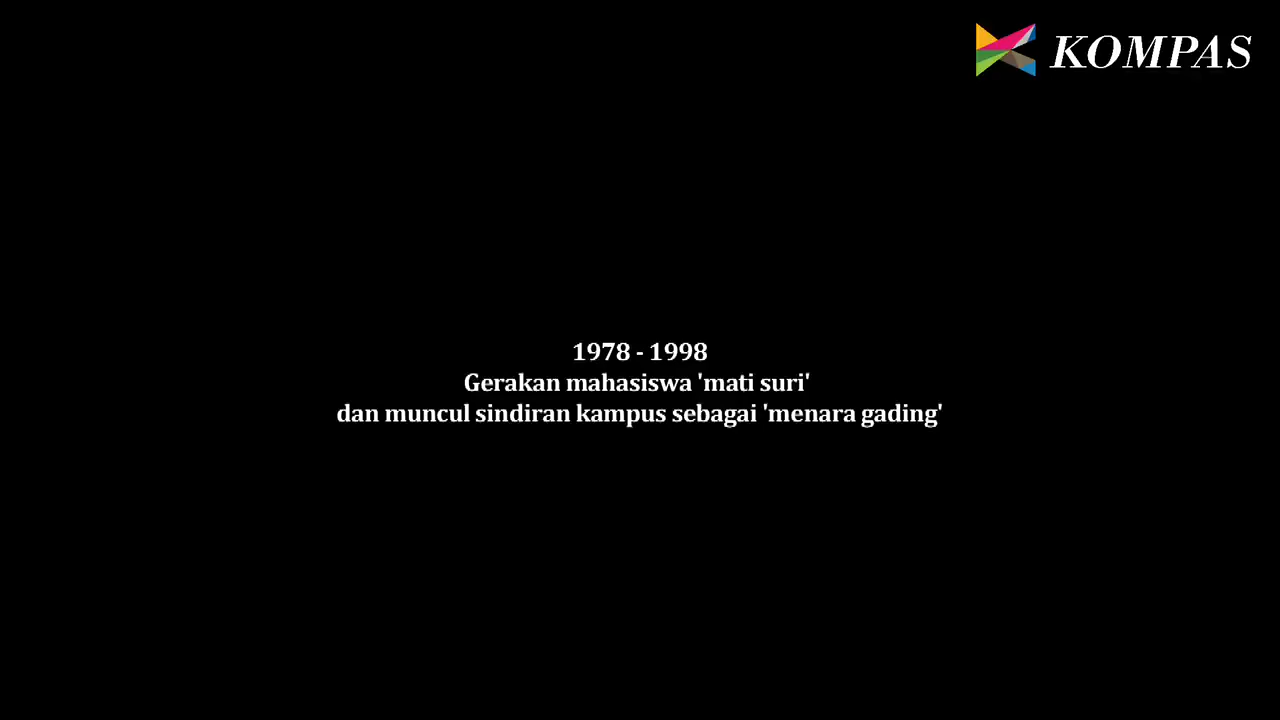 KOMPAS
1978 - 1998
Gerakan mahasiswa 'mati suri'
dan muncul sindiran kampus sebagai 'menara gading'